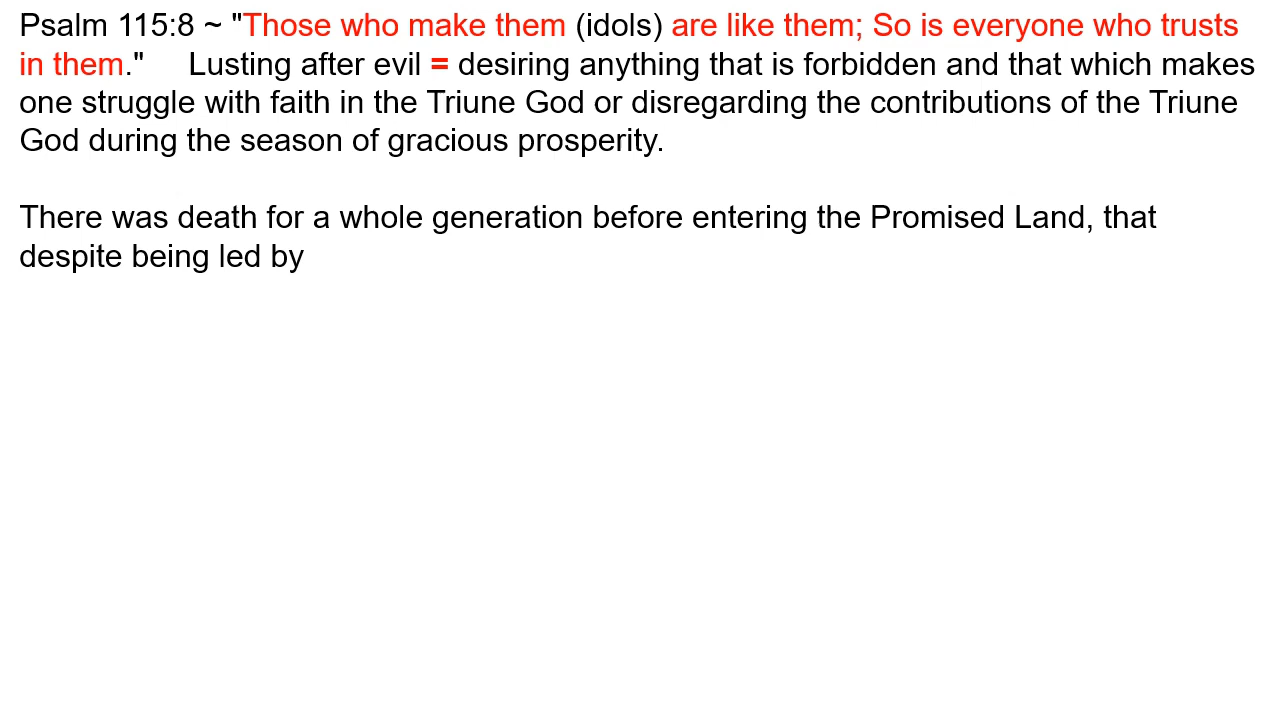 Psalm 115:8 ~ "Those who make them (idols) are like them; So is everyone who trusts
in them."     Lusting after evil = desiring anything that is forbidden and that which makes
one struggle with faith in the Triune God or disregarding the contributions of the Triune
God during the season of gracious prosperity.
There was death for a whole generation before entering the Promised Land, that
despite being led by